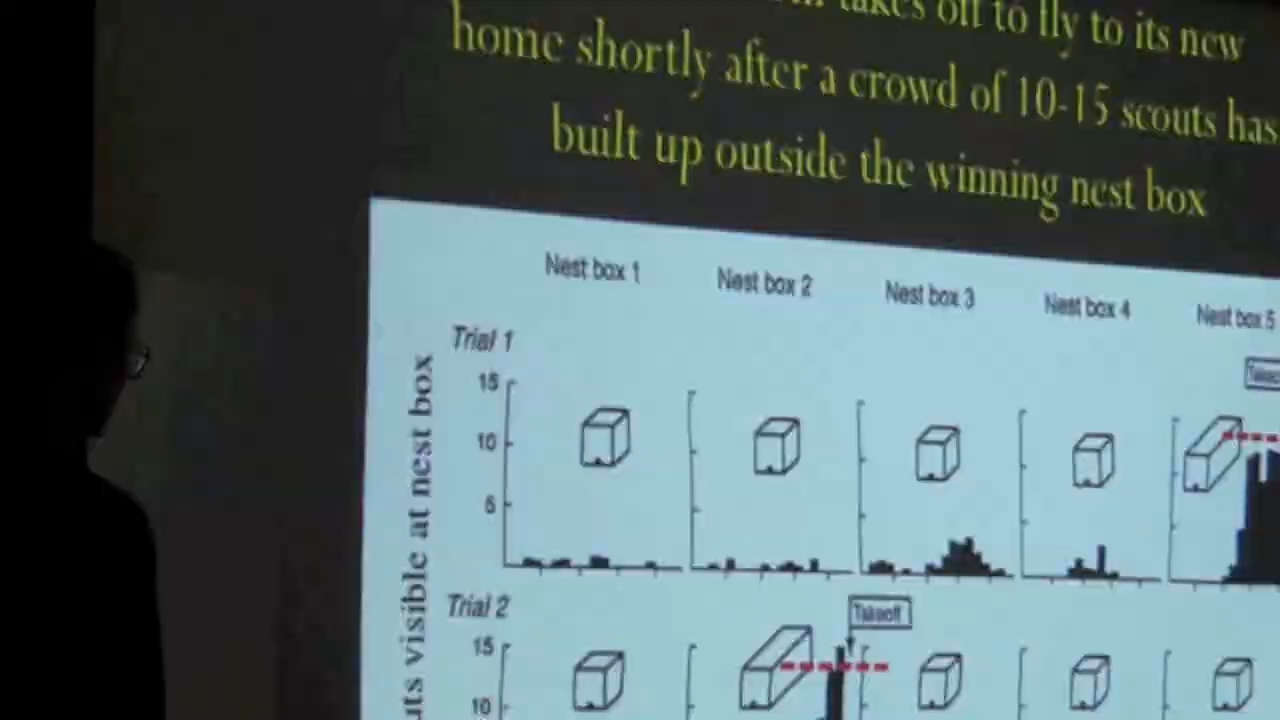 takes off to fly to its new
home shortly after a crowd of 10-15 scouts has
built up outside the winning nest box
Nest box 1 Nest box 2 Nest box 3 Nest box 4 Nest box 5
Trial 1
15
10
5
visible at nest box
Trial 2
Takeoff
15
10